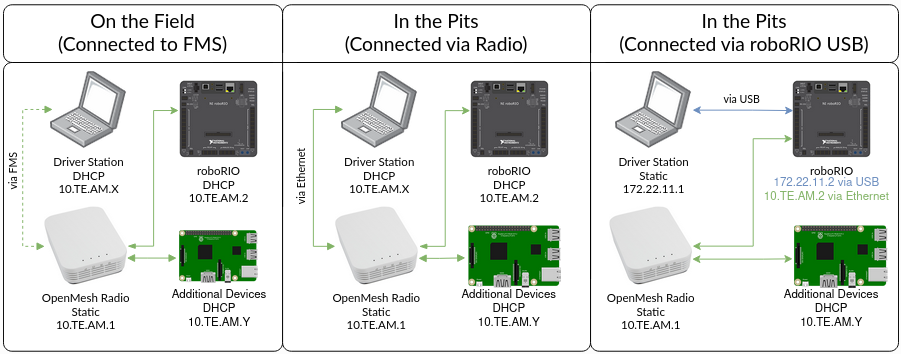 On the Field
(Connected to FMS)
via FMS
Driver Station
DHCP
10.TE.AM.X
roboRIO
DHCP
10.TE.AM.2
OpenMesh Radio
Static
10.TE.AM.1
Additional Devices
DHCP
10.TE.AM.Y
In the Pits
(Connected via Radio)
via Ethernet
Driver Station
DHCP
10.TE.AM.X
roboRIO
DHCP
10.TE.AM.2
OpenMesh Radio
Static
10.TE.AM.1
Additional Devices
DHCP
10.TE.AM.Y
In the Pits
(Connected via roboRIO USB)
via USB
Driver Station
Static
172.22.11.1
roboRIO
172.22.11.2 via USB
10.TE.AM.2 via Ethernet
OpenMesh Radio
Static
10.TE.AM.1
Additional Devices
DHCP
10.TE.AM.Y